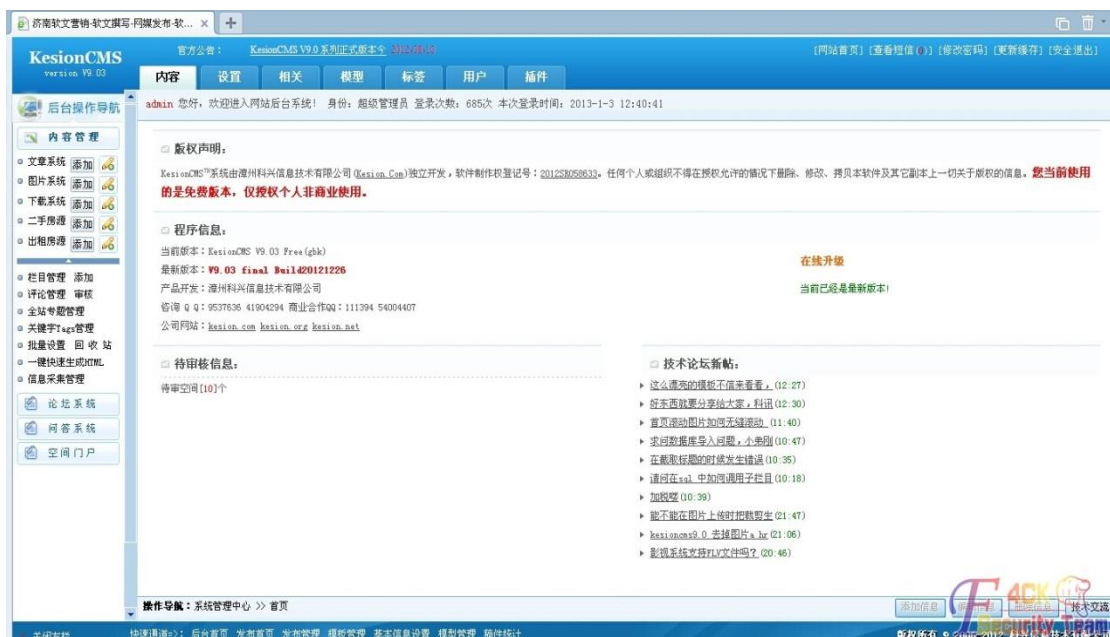 济南软文营销-软文撰写-网媒发布-软...
KesionCMS
version V9.03
官方公告： KesionCMS V9.0系列正式版本全
[网站首页] [查看短信(0)] [修改密码] [更新缓存] [安全退出]
内容 设置 相关 模型 标签 用户 插件
后台操作导航
admin 您好，欢迎进入网站后台系统! 身份：超级管理员 登录次数：685次 本次登录时间：2013-1-3 12:40:41
内容管理
文章系统 添加
图片系统 添加
下载系统 添加
二手房源 添加
出租房源 添加
栏目管理 添加
评论管理 审核
全站专题管理
关键字Tags管理
批量设置 回 收 站
一键快速生成HTML
信息采集管理
论坛系统
问答系统
空间门户
版权声明：
KesionCMS™系统由漳州科兴信息技术有限公司(Kesion.Com)独立开发，软件制作权登记号：2012SR058633。任何个人或组织不得在授权允许的情况下删除、修改、拷贝本软件及其它副本上一切关于版权的信息。您当前使用
的是免费版本，仅授权个人非商业使用。
程序信息：
当前版本：KesionCMS V9.03 Free(gbk)
最新版本：V9.03 final Build20121226
产品开发：漳州科兴信息技术有限公司
咨询 Q Q：9537636 41904294 商业合作QQ：111394 54004407
公司网站：kesion.com kesion.org kesion.net
在线升级
当前已经是最新版本!
待审核信息：
待审空间[10]个
技术论坛新帖：
这么漂亮的模板不信来看看，(12:27)
好东西就要分享给大家，科讯(12:30)
首页滚动图片如何无缝滚动 (11:40)
求问数据库导入问题，小弟刚(10:47)
在截取标题的时候发生错误(10:35)
请问在sql 中如何调用子栏目(10:18)
加税喽(10:39)
能不能在图片上传时把裁剪生(21:47)
kesioncms9.0 去掉图片a hr(21:06)
影视系统支持FLV文件吗？(20:46)
操作导航：系统管理中心 >> 首页
添加信息
技术交流
4CK
Security Team
关闭左栏
快速通道=>： 后台首页 发布首页 发布管理 模板管理 基本信息设置 模型管理 稿件统计
版权所有